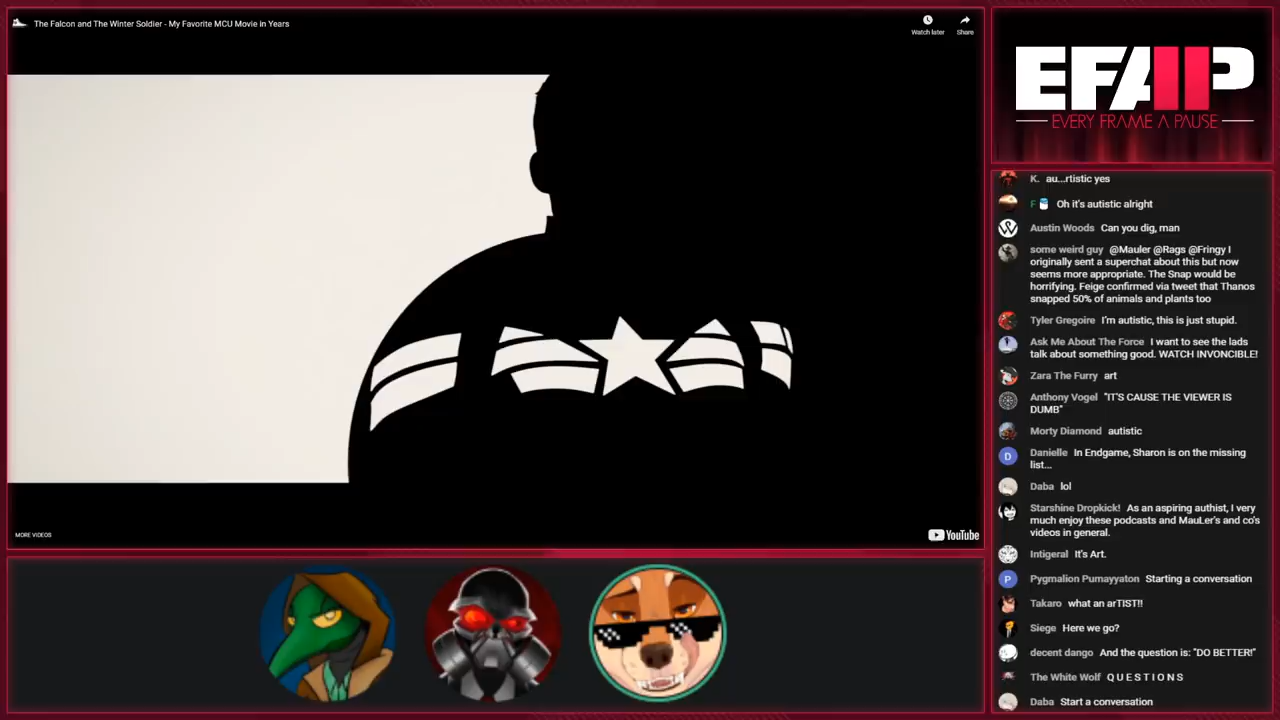 The Falcon and The Winter Soldier - My Favorite MCU Movie in Years
Watch later
Share
MORE VIDEOS
YouTube
EFAP
EVERY FRAME A PAUSE
K. au...rtistic yes
F Oh it's autistic alright
Austin Woods Can you dig, man
some weird guy @Mauler @Rags @Fringy I
originally sent a superchat about this but now
seems more appropriate. The Snap would be
horrifying. Feige confirmed via tweet that Thanos
snapped 50% of animals and plants too
Tyler Gregoire I'm autistic, this is just stupid.
Ask Me About The Force I want to see the lads
talk about something good. WATCH INVONCIBLE!
Zara The Furry art
Anthony Vogel "IT'S CAUSE THE VIEWER IS
DUMB"
Morty Diamond autistic
D
Danielle In Endgame, Sharon is on the missing
list...
Daba lol
Starshine Dropkick! As an aspiring authist, I very
much enjoy these podcasts and MauLer's and co's
videos in general.
Intigeral It's Art.
P
Pygmalion Pumayyaton Starting a conversation
Takaro what an arTIST!!
Siege Here we go?
decent dango And the question is: "DO BETTER!"
The White Wolf Q U E S T I O N S
Daba Start a conversation